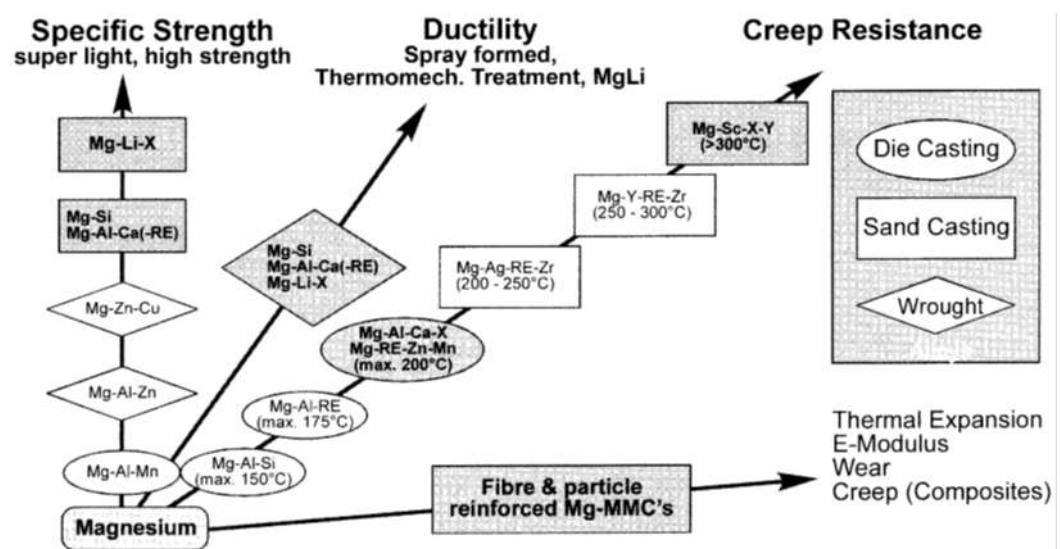 Specific Strength
super light, high strength
Ductility
Spray formed,
Thermomech. Treatment, MgLi
Creep Resistance
Mg-Li-X
Mg-Si
Mg-Al-Ca(-RE)
Mg-Zn-Cu
Mg-Al-Zn
Mg-Al-Mn
Magnesium
Mg-Si
Mg-Al-Ca(-RE)
Mg-Li-X
Mg-Sc-X-Y
(>300°C)
Mg-Y-RE-Zr
(250 - 300°C)
Mg-Ag-RE-Zr
(200 - 250°C)
Mg-Al-Ca-X
Mg-RE-Zn-Mn
(max. 200°C)
Mg-Al-RE
(max. 175°C)
Mg-Al-Si
(max. 150°C)
Fibre & particle
reinforced Mg-MMC's
Die Casting
Sand Casting
Wrought
Thermal Expansion
E-Modulus
Wear
Creep (Composites)